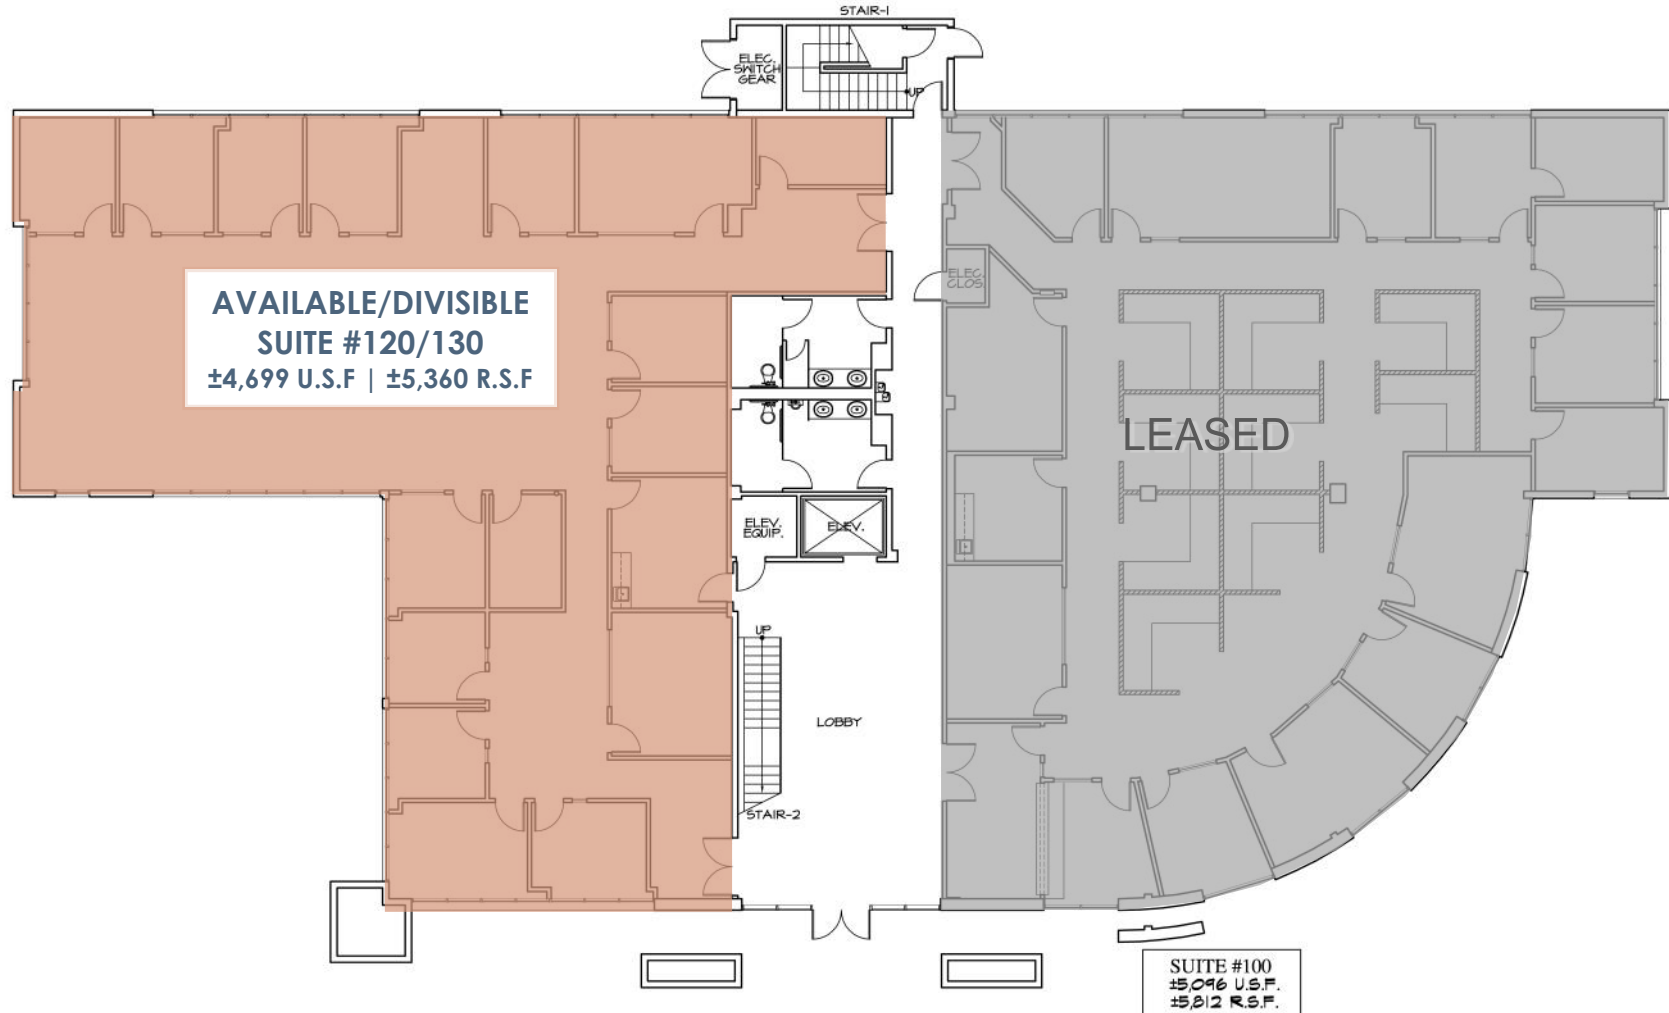 STAIR-1
ELEC.
SWITCH
GEAR
UP
AVAILABLE/DIVISIBLE
SUITE #120/130
±4,699 U.S.F | ±5,360 R.S.F
ELEC.
CLOS.
LEASED
ELEV.
EQUIP.
ELEV.
UP
LOBBY
STAIR-2
SUITE #100
±5,096 U.S.F.
±5,812 R.S.F.